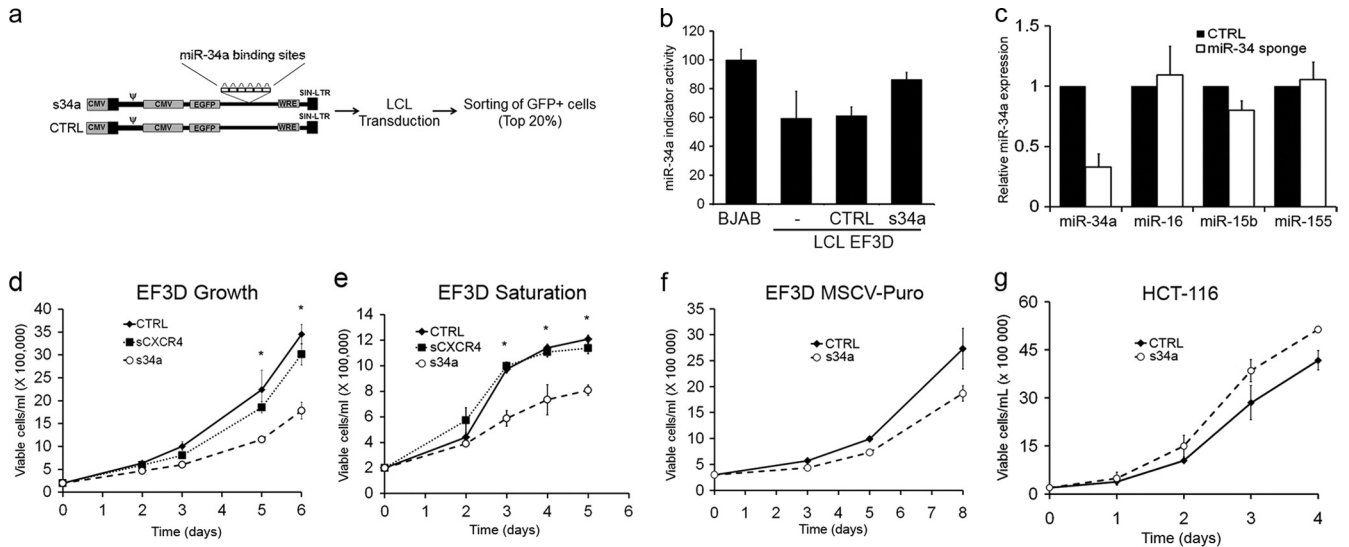 a
miR-34a binding sites
s34a
CMV
Ψ
CMV
EGFP
WRE
SIN-LTR
CTRL
CMV
Ψ
CMV
EGFP
WRE
SIN-LTR
LCL
Transduction
Sorting of GFP+ cells
(Top 20%)
b
miR-34a indicator activity
120
100
80
60
40
20
0
BJAB
-
CTRL
s34a
LCL EF3D
c
Relative miR-34a expression
1.5
1
0.5
0
CTRL
miR-34 sponge
miR-34a
miR-16
miR-15b
miR-155
d
EF3D Growth
Viable cells/ml (X 100,000)
40
35
30
25
20
15
10
5
0
CTRL
sCXCR4
s34a
*
*
0 1 2 3 4 5 6
Time (days)
e
EF3D Saturation
Viable cells/ml (X 100,000)
14
12
10
8
6
4
2
0
CTRL
sCXCR4
s34a
*
*
*
0 1 2 3 4 5 6
Time (days)
f
EF3D MSCV-Puro
Viable cells/ml (X 100 000)
35
30
25
20
15
10
5
0
CTRL
s34a
0 1 2 3 4 5 6 7 8
Time (days)
g
HCT-116
Viable cells/mL (x 100 000)
60
45
30
15
0
CTRL
s34a
0 1 2 3 4
Time (days)